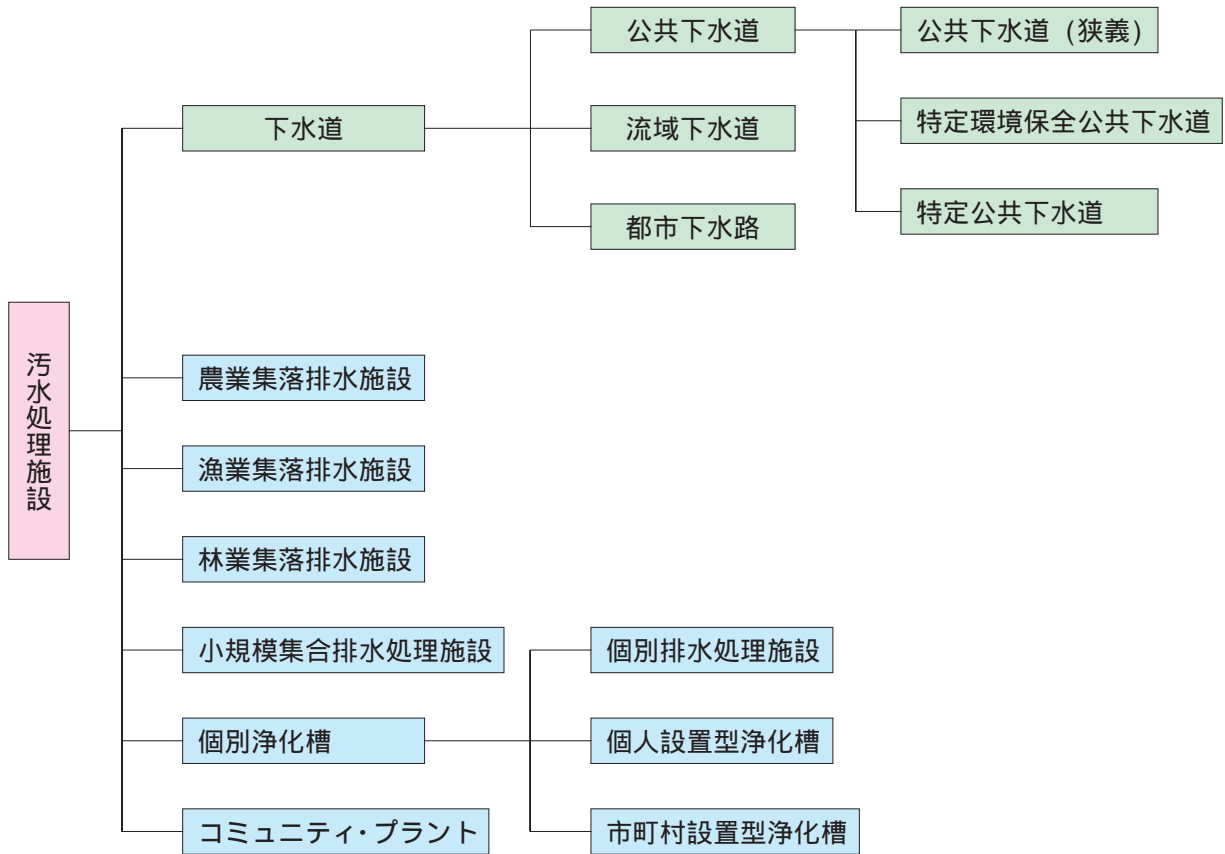 汚水処理施設
下水道
公共下水道
公共下水道（狭義）
特定環境保全公共下水道
特定公共下水道
流域下水道
都市下水路
農業集落排水施設
漁業集落排水施設
林業集落排水施設
小規模集合排水処理施設
個別浄化槽
個別排水処理施設
個人設置型浄化槽
市町村設置型浄化槽
コミュニティ・プラント